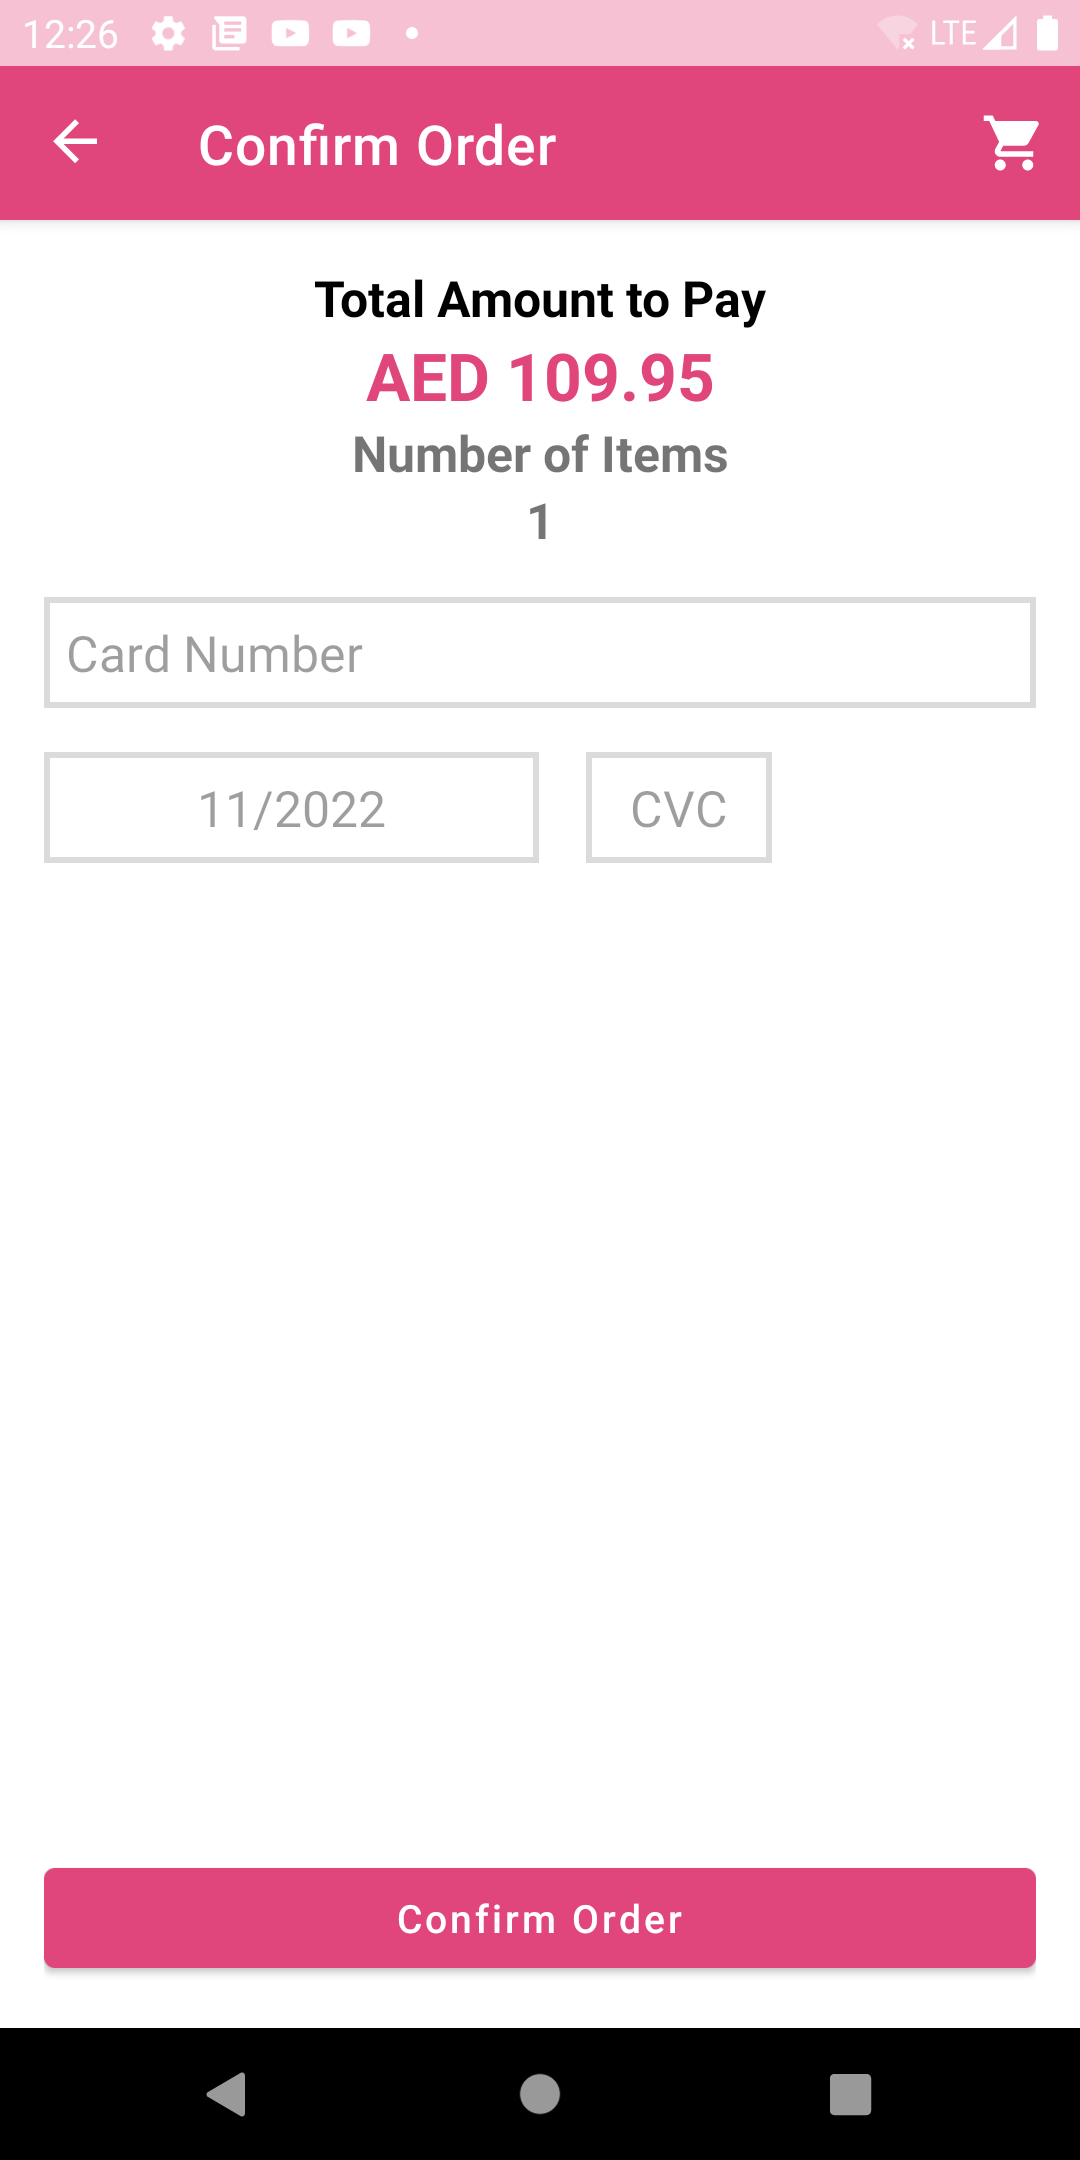 12:26 LTE
Confirm Order
Total Amount to Pay
AED 109.95
Number of Items
1
Card Number
11/2022 CVC
Confirm Order